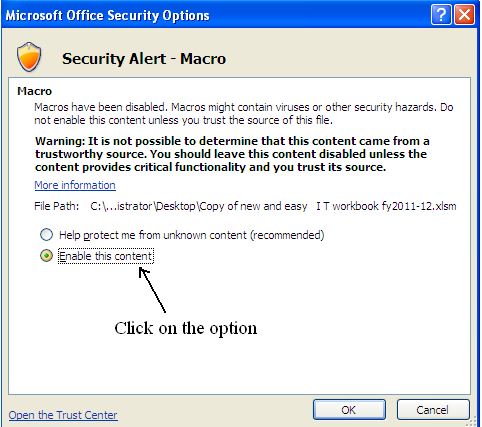 Microsoft Office Security Options
Security Alert - Macro
Macro
Macros have been disabled. Macros might contain viruses or other security hazards. Do
not enable this content unless you trust the source of this file.
Warning: It is not possible to determine that this content came from a
trustworthy source. You should leave this content disabled unless the
content provides critical functionality and you trust its source.
More information
File Path: C:\...istrator\Desktop\Copy of new and easy I T workbook fy2011-12.xlsm
Help protect me from unknown content (recommended)
Enable this content
Click on the option
Open the Trust Center
OK
Cancel